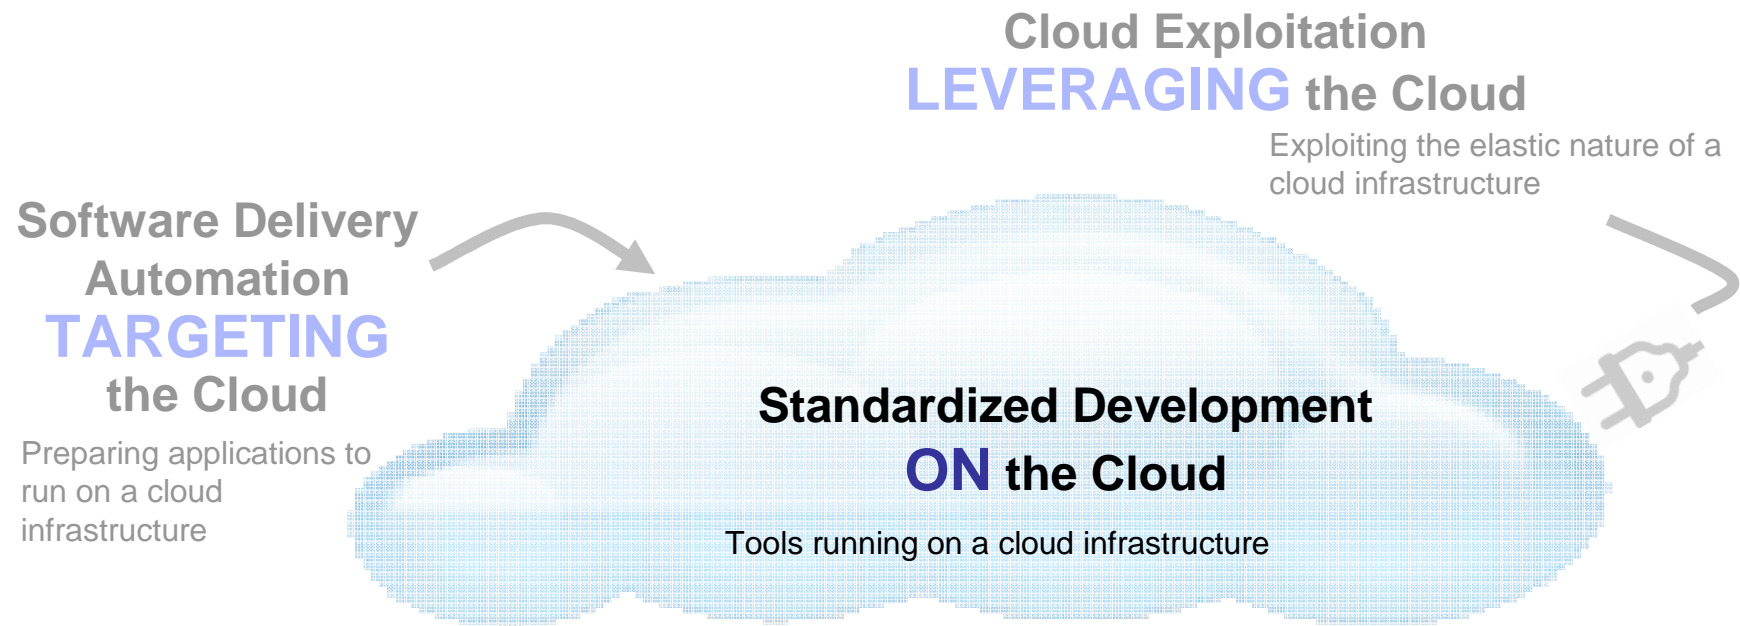 Cloud Exploitation
LEVERAGING the Cloud
Exploiting the elastic nature of a
cloud infrastructure
Software Delivery
Automation
TARGETING
the Cloud
Preparing applications to
run on a cloud
infrastructure
Standardized Development
ON the Cloud
Tools running on a cloud infrastructure